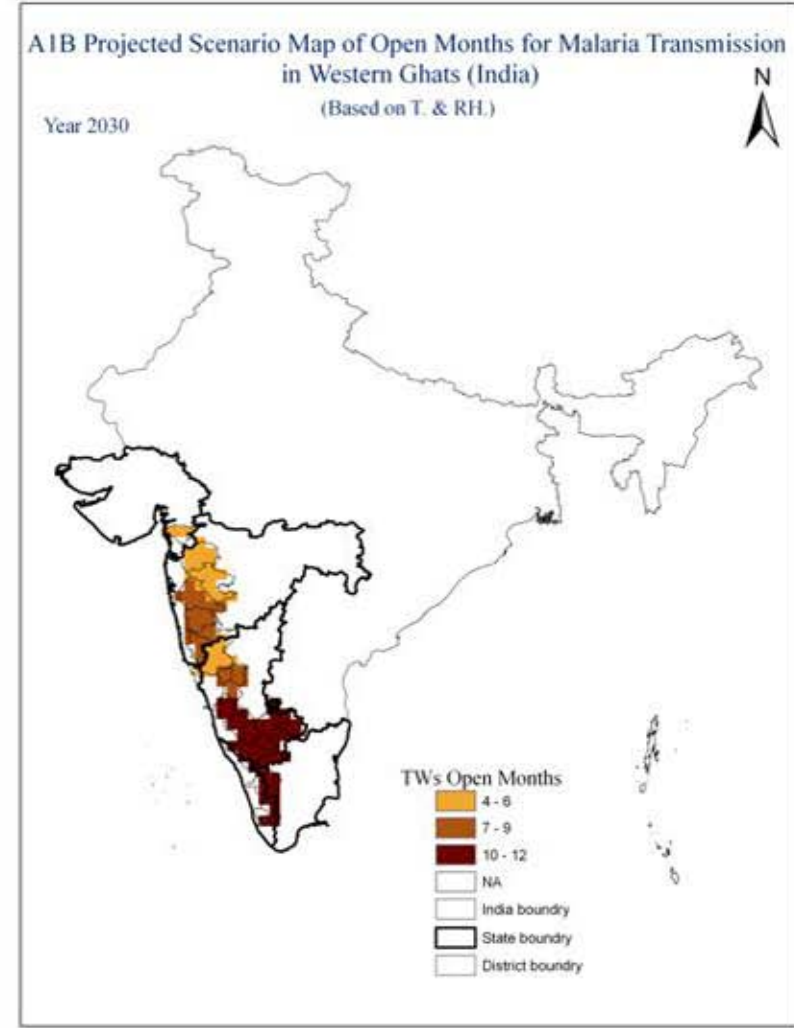 A1B Projected Scenario Map of Open Months for Malaria Transmission
in Western Ghats (India)
(Based on T. & RH.)
N
Year 2030
TWs Open Months
4 - 6
7 - 9
10 - 12
NA
India boundry
State boundry
District boundry